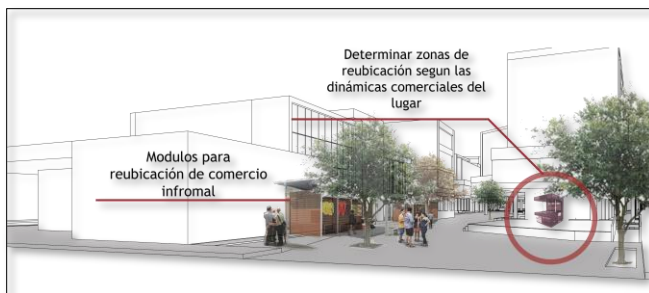 Determinar zonas de
reubicación segun las
dinámicas comerciales del
lugar
Modulos para
reubicación de comercio
infromal